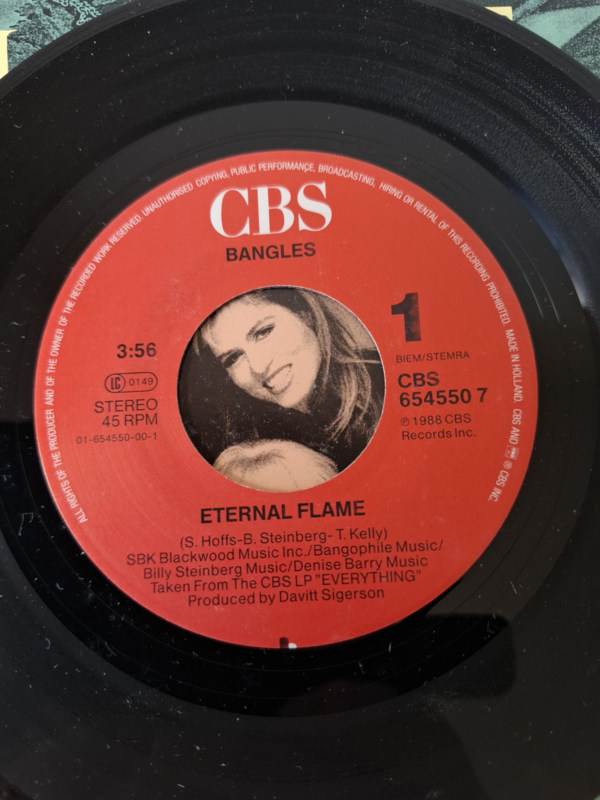 ALL RIGHTS OF THE PRODUCER AND OF THE OWNER OF THE RECORDED WORK RESERVED. UNAUTHORISED COPYING, PUBLIC PERFORMANCE, BROADCASTING, HIRING OR RENTAL OF THIS RECORDING PROHIBITED. MADE IN HOLLAND. CBS AND ® CBS INC.
CBS
BANGLES
1
3:56
BIEM/STEMRA
LC 0149
CBS
654550 7
STEREO
45 RPM
℗ 1988 CBS
Records Inc.
01-654550-00-1
ETERNAL FLAME
(S. Hoffs-B. Steinberg- T. Kelly)
SBK Blackwood Music Inc./Bangophile Music/
Billy Steinberg Music/Denise Barry Music
Taken From The CBS LP "EVERYTHING"
Produced by Davitt Sigerson